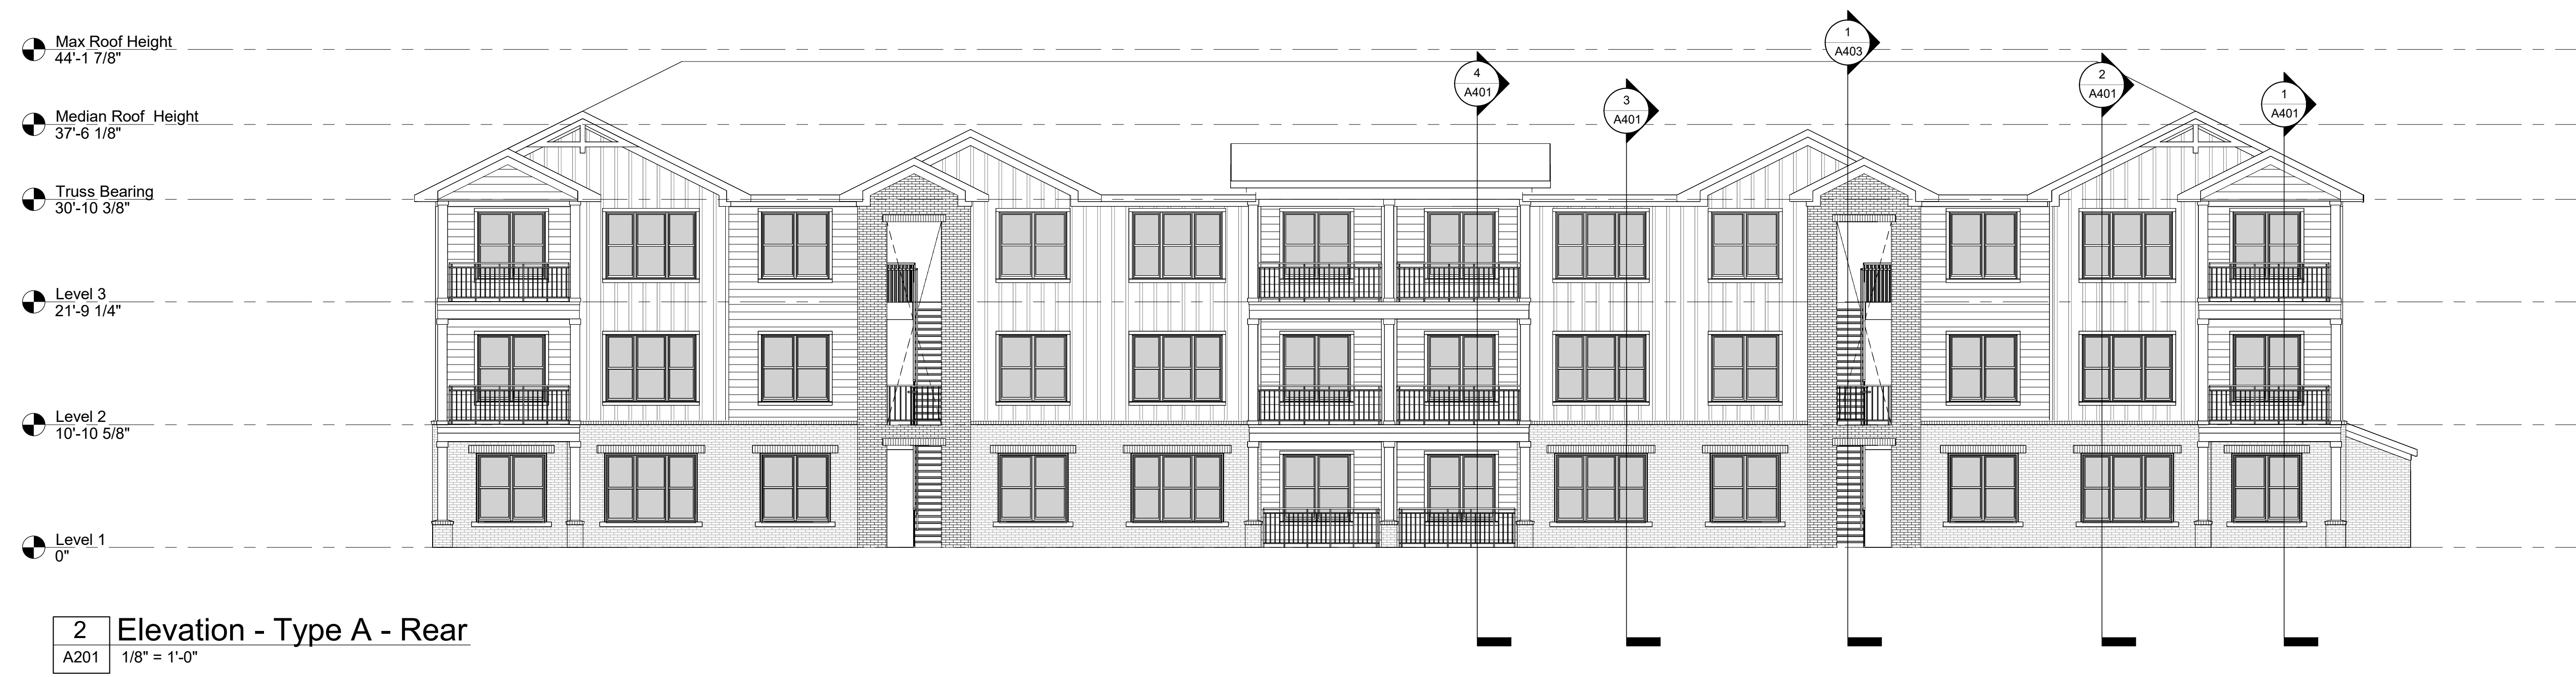 Max Roof Height
44'-1 7/8"
Median Roof  Height
37'-6 1/8"
Truss Bearing
30'-10 3/8"
Level 3
21'-9 1/4"
Level 2
10'-10 5/8"
Level 1
0"
4
A401
3
A401
1
A403
2
A401
1
A401
2
A201
Elevation - Type A - Rear
1/8" = 1'-0"